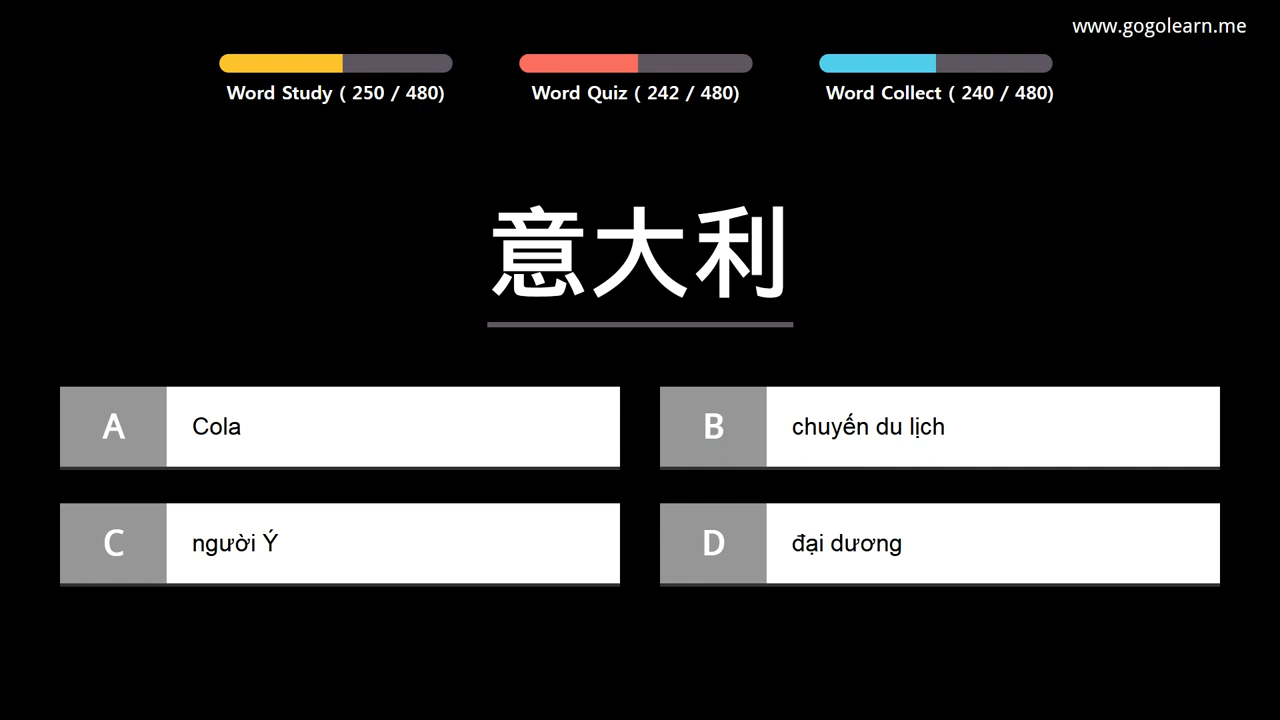 www.gogolearn.me
Word Study ( 250 / 480)
Word Quiz ( 242 / 480)
Word Collect ( 240 / 480)
意大利
A Cola
B chuyến du lịch
C người Ý
D đại dương